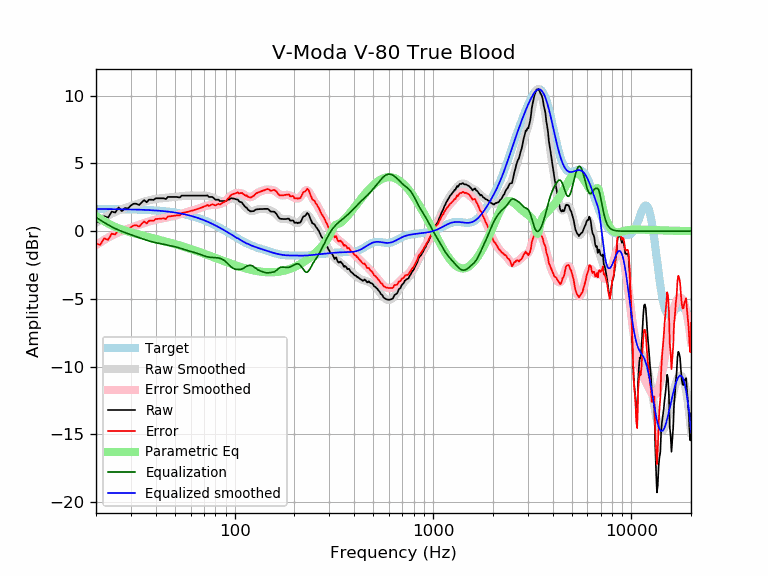 V-Moda V-80 True Blood
10
5
0
−5
−10
−15
−20
Amplitude (dBr)
Target
Raw Smoothed
Error Smoothed
Raw
Error
Parametric Eq
Equalization
Equalized smoothed
100
1000
10000
Frequency (Hz)